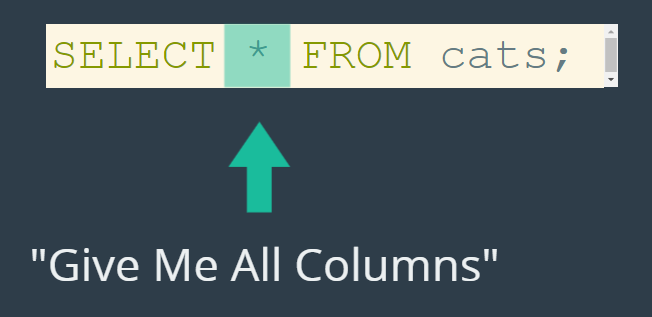 SELECT * FROM cats;
"Give Me All Columns"